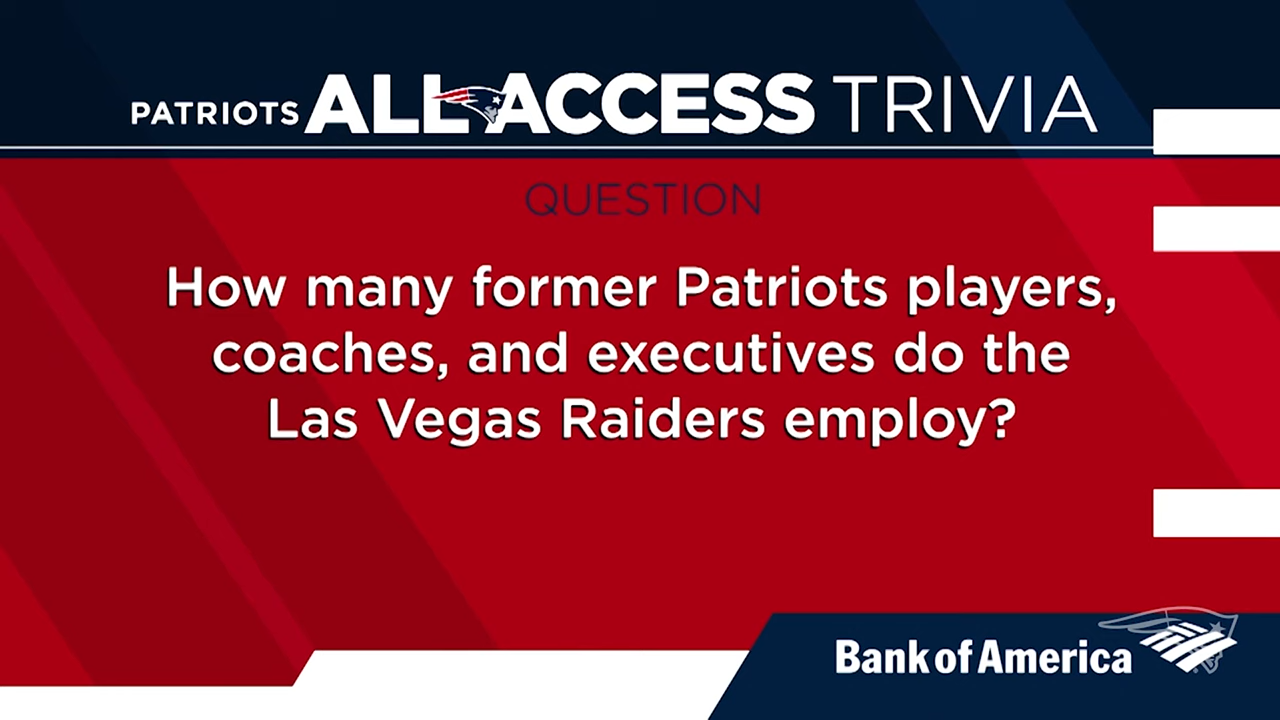 PATRIOTS ALL ACCESS TRIVIA
QUESTION
How many former Patriots players,
coaches, and executives do the
Las Vegas Raiders employ?
Bank of America